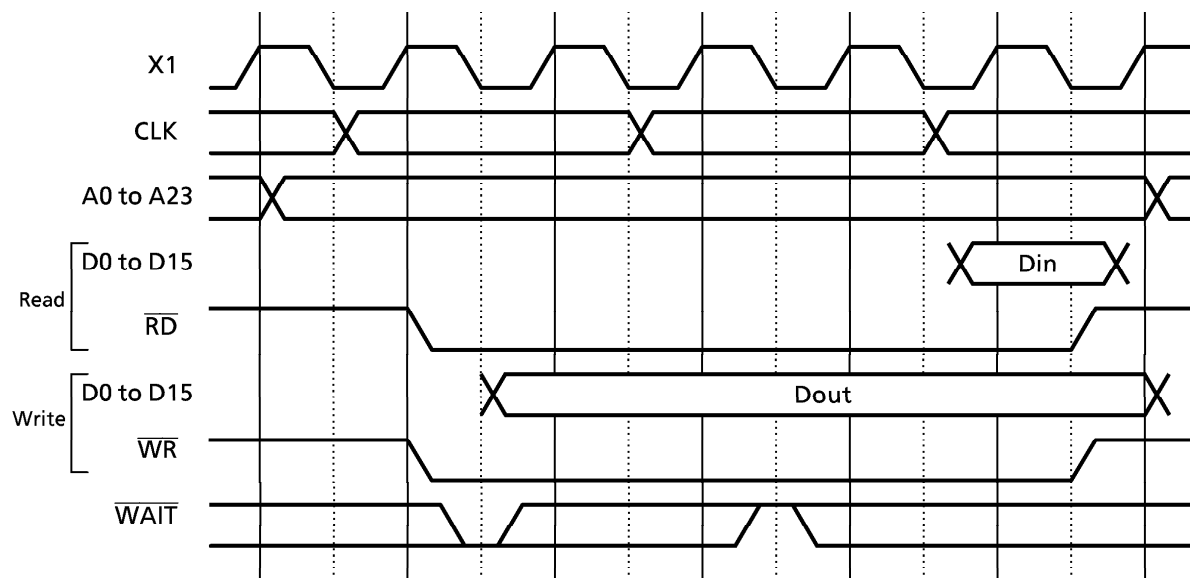 X1
CLK
A0 to A23
Read
D0 to D15
Din
RD
Write
D0 to D15
Dout
WR
WAIT